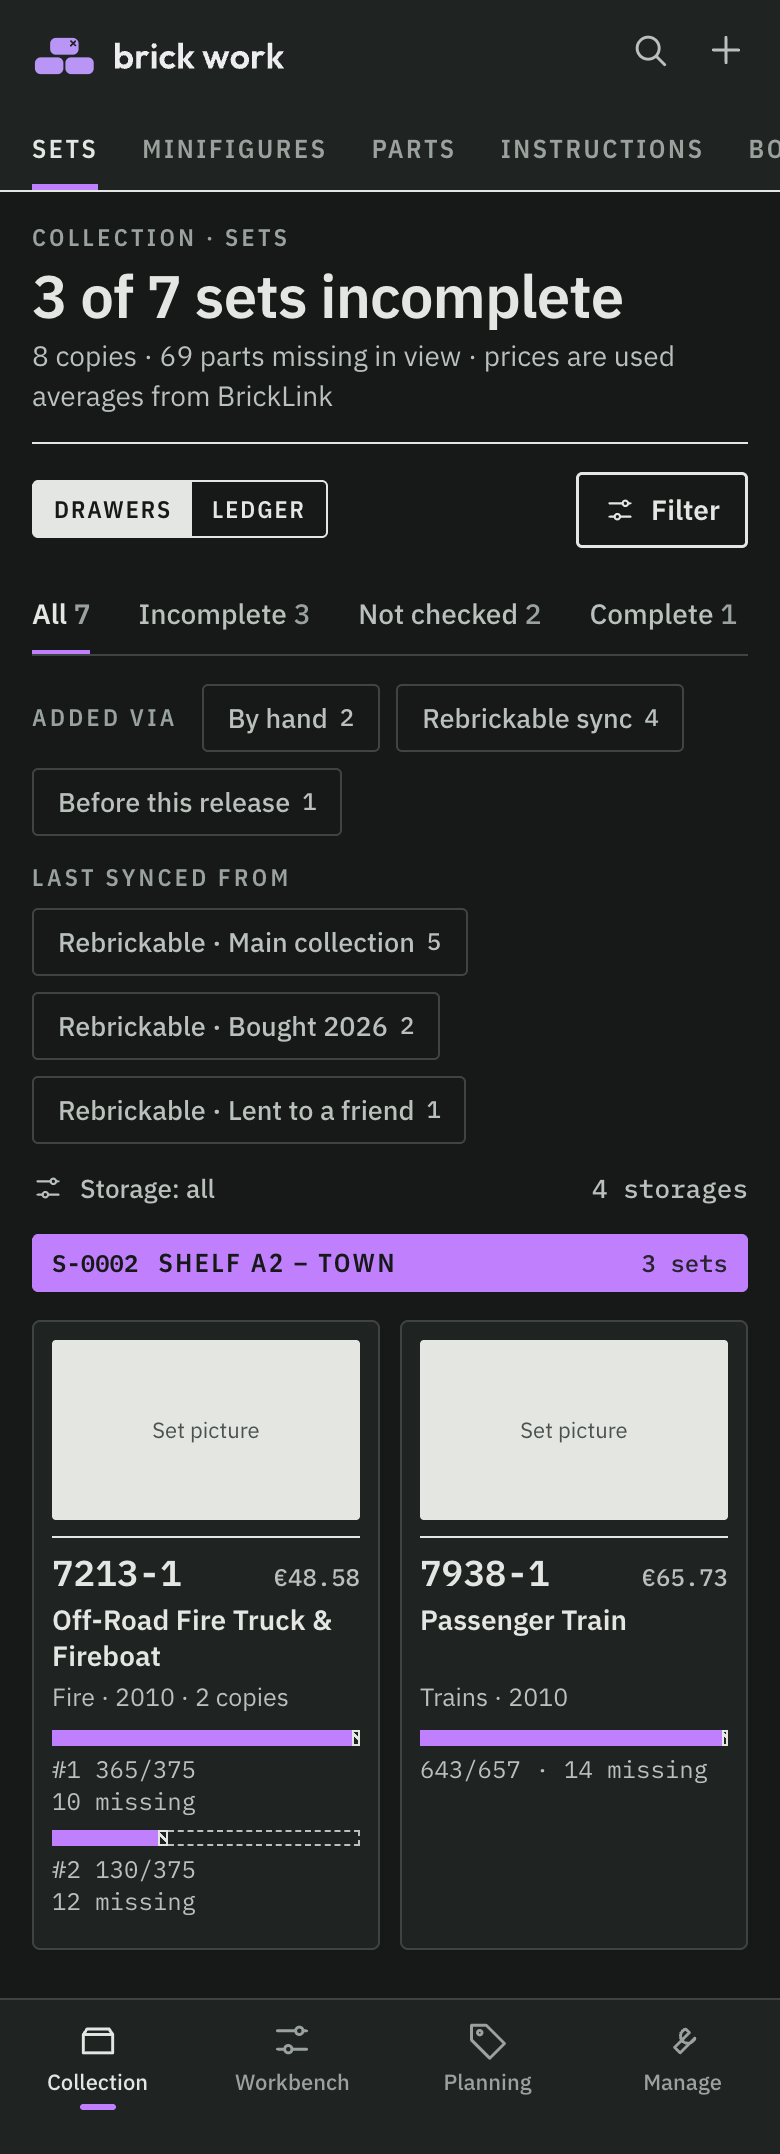 brick work
SETS MINIFIGURES PARTS INSTRUCTIONS BO
COLLECTION · SETS
3 of 7 sets incomplete
8 copies · 69 parts missing in view · prices are used
averages from BrickLink
DRAWERS LEDGER Filter
All 7 Incomplete 3 Not checked 2 Complete 1
ADDED VIA By hand 2 Rebrickable sync 4
Before this release 1
LAST SYNCED FROM
Rebrickable · Main collection 5
Rebrickable · Bought 2026 2
Rebrickable · Lent to a friend 1
Storage: all 4 storages
S-0002 SHELF A2 – TOWN 3 sets
Set picture
7213-1 €48.58
Off-Road Fire Truck &
Fireboat
Fire · 2010 · 2 copies
#1 365/375
10 missing
#2 130/375
12 missing
Set picture
7938-1 €65.73
Passenger Train
Trains · 2010
643/657 · 14 missing
Collection Workbench Planning Manage